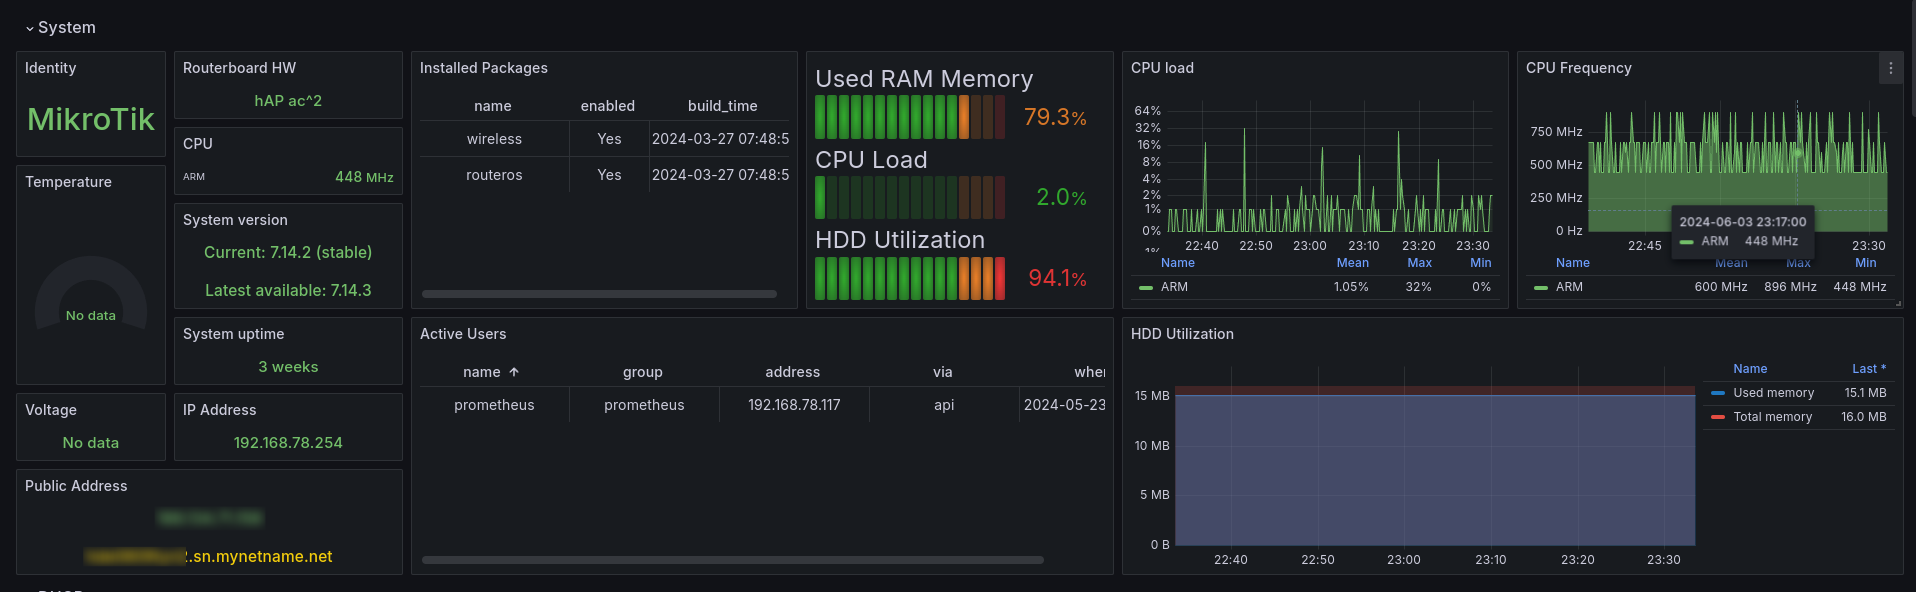 System
Identity
MikroTik
Routerboard HW
hAP ac^2
CPU
ARM 448 MHz
Temperature
No data
System version
Current: 7.14.2 (stable)
Latest available: 7.14.3
System uptime
3 weeks
Voltage
No data
IP Address
192.168.78.254
Public Address
.sn.mynetname.net
Installed Packages
name enabled build_time
wireless Yes 2024-03-27 07:48:5
routeros Yes 2024-03-27 07:48:5
Used RAM Memory
79.3%
CPU Load
2.0%
HDD Utilization
94.1%
Active Users
name group address via when
prometheus prometheus 192.168.78.117 api 2024-05-23
CPU load
64%
32%
16%
8%
4%
2%
1%
0%
22:40 22:50 23:00 23:10 23:20 23:30
Name Mean Max Min
ARM 1.05% 32% 0%
CPU Frequency
750 MHz
500 MHz
250 MHz
0 Hz
22:45 23:30
2024-06-03 23:17:00
ARM 448 MHz
Name Mean Max Min
ARM 600 MHz 896 MHz 448 MHz
HDD Utilization
15 MB
10 MB
5 MB
0 B
22:40 22:50 23:00 23:10 23:20 23:30
Name Last *
Used memory 15.1 MB
Total memory 16.0 MB